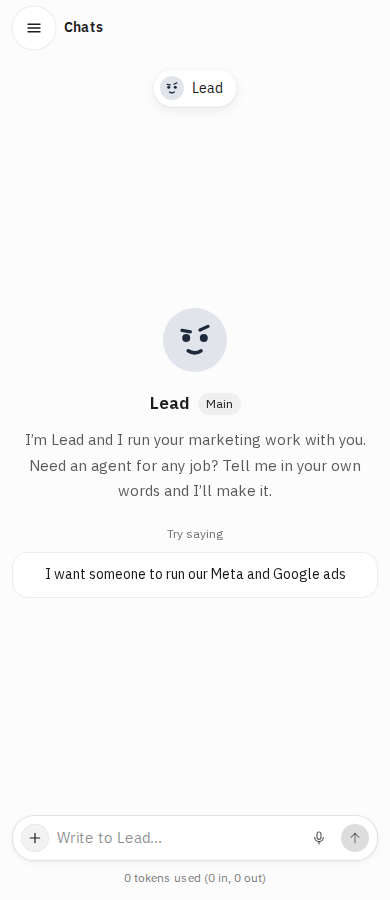 Chats
Lead
Lead Main
I'm Lead and I run your marketing work with you.
Need an agent for any job? Tell me in your own
words and I'll make it.
Try saying
I want someone to run our Meta and Google ads
Write to Lead...
0 tokens used (0 in, 0 out)